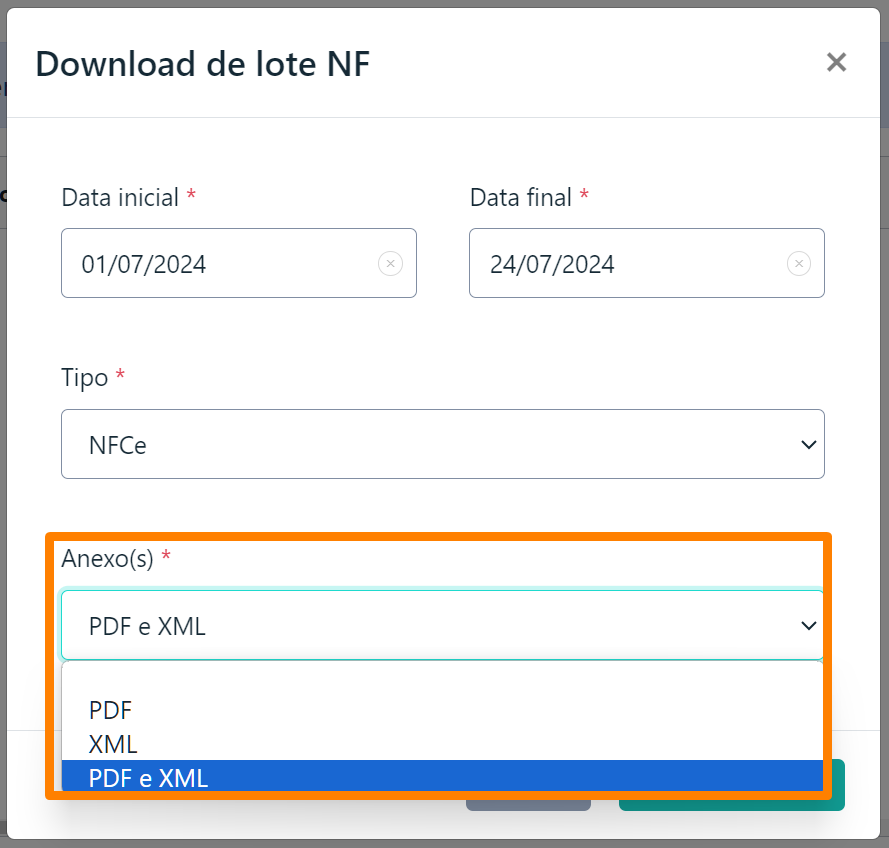 Download de lote NF
Data inicial *
Data final *
01/07/2024
24/07/2024
Tipo *
NFCe
Anexo(s) *
PDF e XML
PDF
XML
PDF e XML